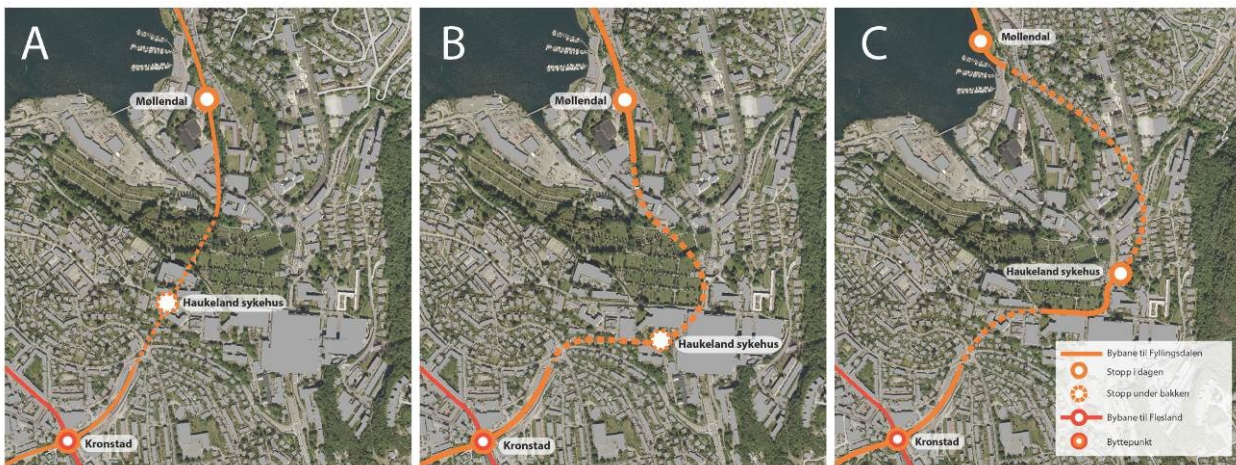 A
Møllendal
Haukeland sykehus
Kronstad
B
Møllendal
Haukeland sykehus
Kronstad
C
Møllendal
Haukeland sykehus
Kronstad
Bybane til Fyllingsdalen
Stopp i dagen
Stopp under bakken
Bybane til Flesland
Byttepunkt